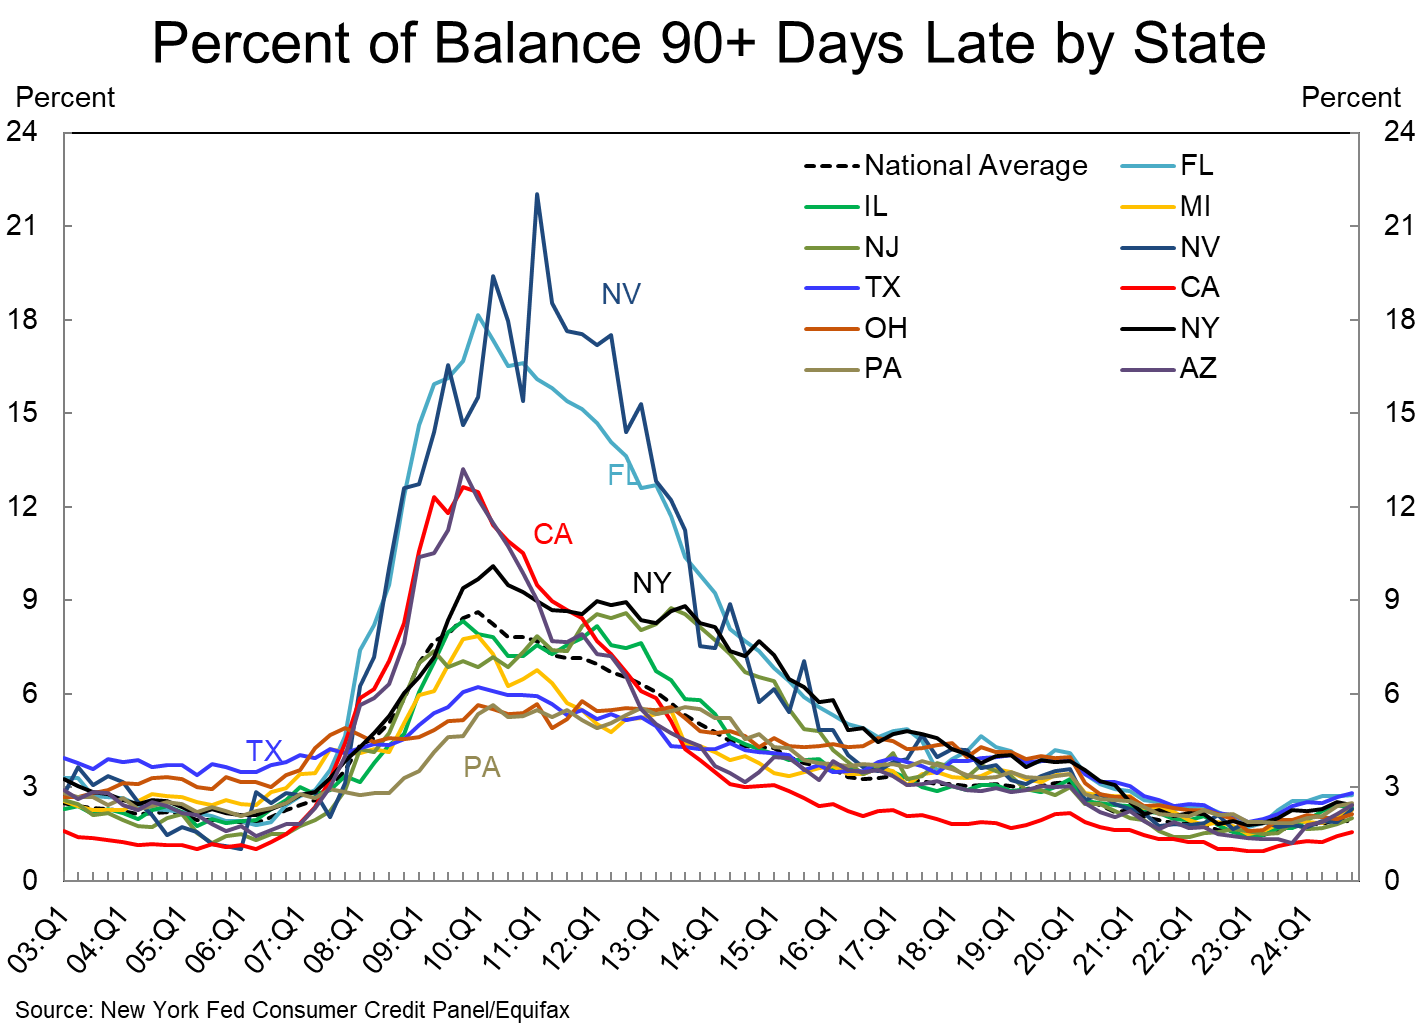 Percent of Balance 90+ Days Late by State
Percent Percent
24 24
National Average FL
IL MI
21 21
NJ NV
TX CA
NV
18 18
OH NY
PA AZ
15 15
FL
12 12
CA
NY
9 9
6 6
TX
PA
3 3
0 0
03:Q1 04:Q1 05:Q1 06:Q1 07:Q1 08:Q1 09:Q1 10:Q1 11:Q1 12:Q1 13:Q1 14:Q1 15:Q1 16:Q1 17:Q1 18:Q1 19:Q1 20:Q1 21:Q1 22:Q1 23:Q1 24:Q1
Source: New York Fed Consumer Credit Panel/Equifax